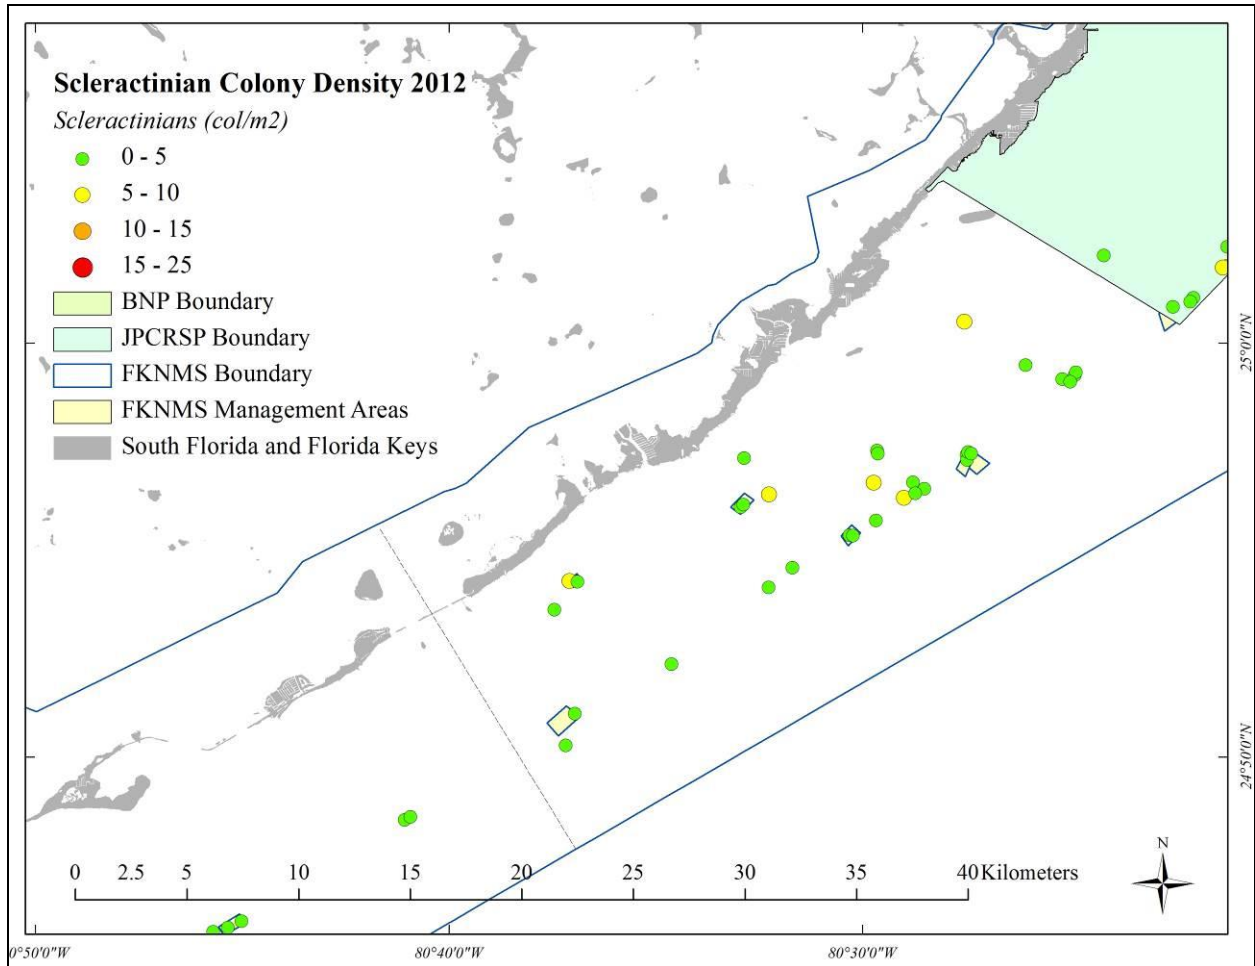 Scleractinian Colony Density 2012
Scleractinians (col/m2)
0 - 5
5 - 10
10 - 15
15 - 25
BNP Boundary
JPCRSP Boundary
FKNMS Boundary
FKNMS Management Areas
South Florida and Florida Keys
25°0'0"N
24°50'0"N
N
0 2.5 5 10 15 20 25 30 35 40 Kilometers
0°50'0"W 80°40'0"W 80°30'0"W